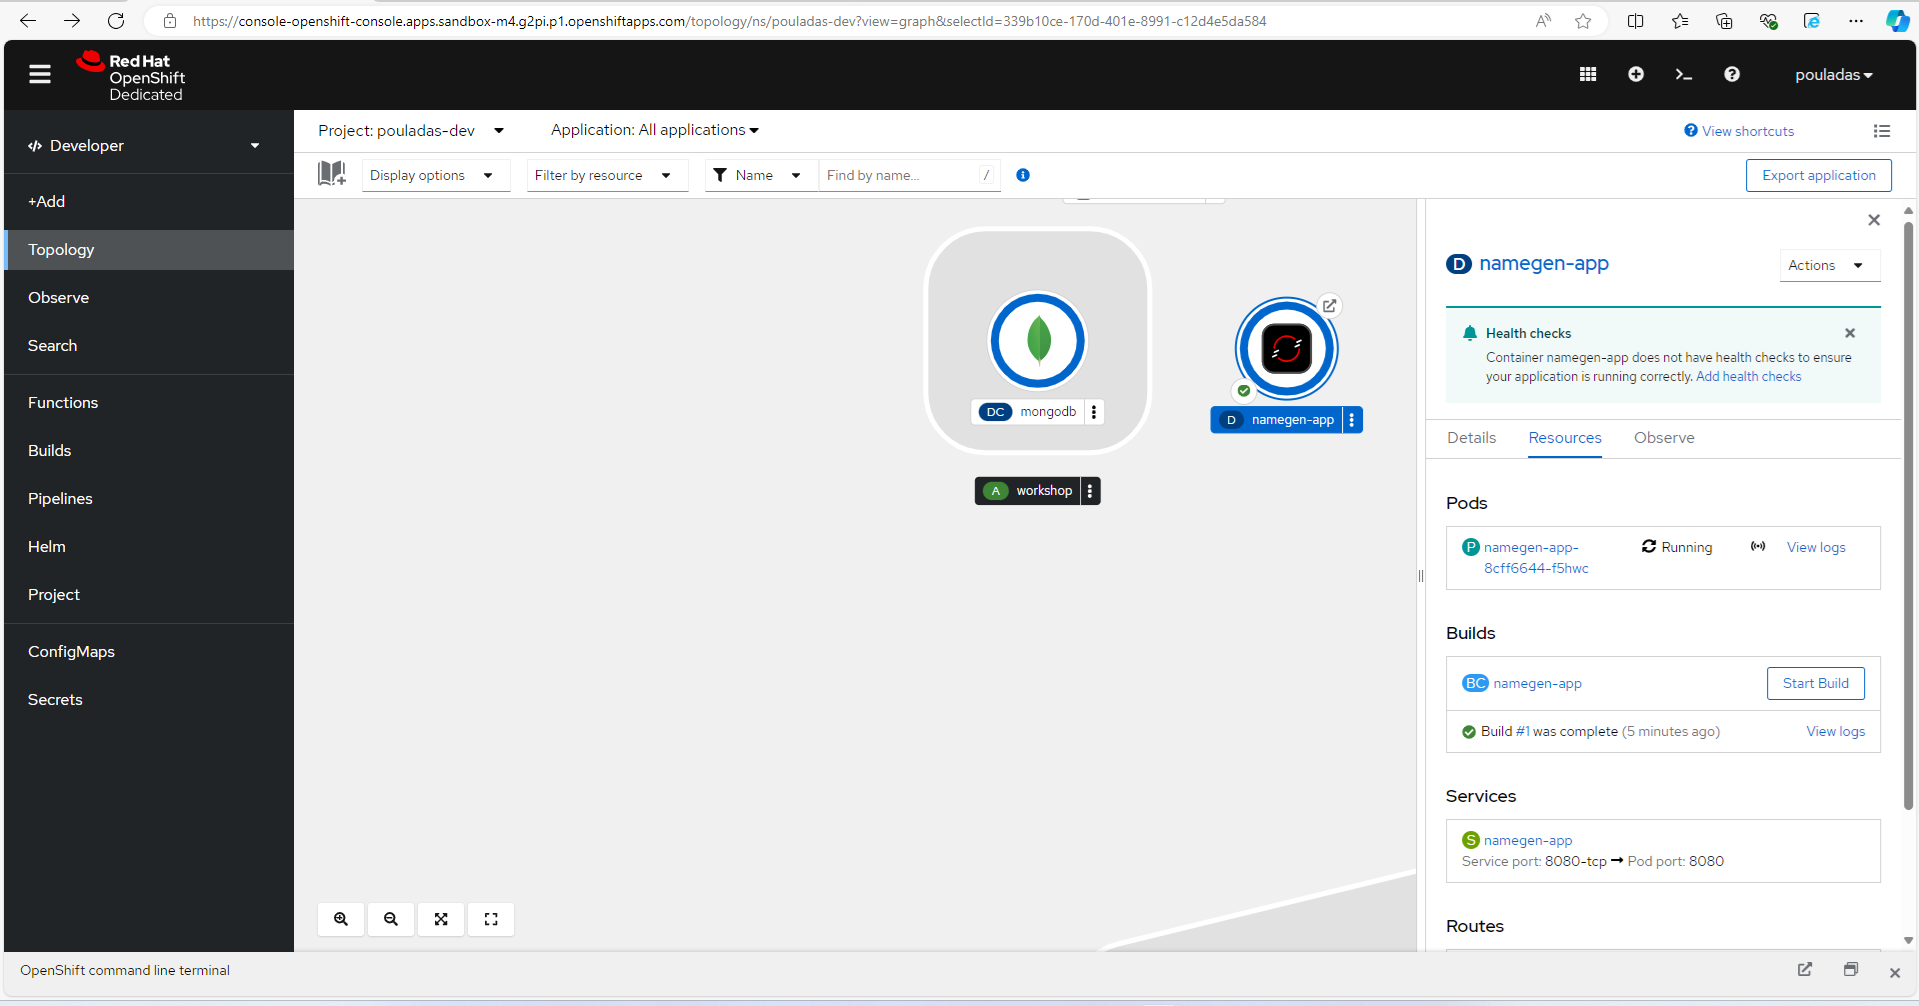 https://console-openshift-console.apps.sandbox-m4.g2pi.p1.openshiftapps.com/topology/ns/pouladas-dev?view=graph&selectId=339b10ce-170d-401e-8991-c12d4e5da584
Red Hat
OpenShift
Dedicated
pouladas
Developer
+Add
Topology
Observe
Search
Functions
Builds
Pipelines
Helm
Project
ConfigMaps
Secrets
Project: pouladas-dev
Application: All applications
View shortcuts
Display options
Filter by resource
Name
Find by name...
/
Export application
DC mongodb
D namegen-app
A workshop
D namegen-app
Actions
Health checks
Container namegen-app does not have health checks to ensure
your application is running correctly. Add health checks
Details
Resources
Observe
Pods
P namegen-app-
8cff6644-f5hwc
Running
View logs
Builds
BC namegen-app
Start Build
Build #1 was complete (5 minutes ago)
View logs
Services
S namegen-app
Service port: 8080-tcp → Pod port: 8080
Routes
OpenShift command line terminal